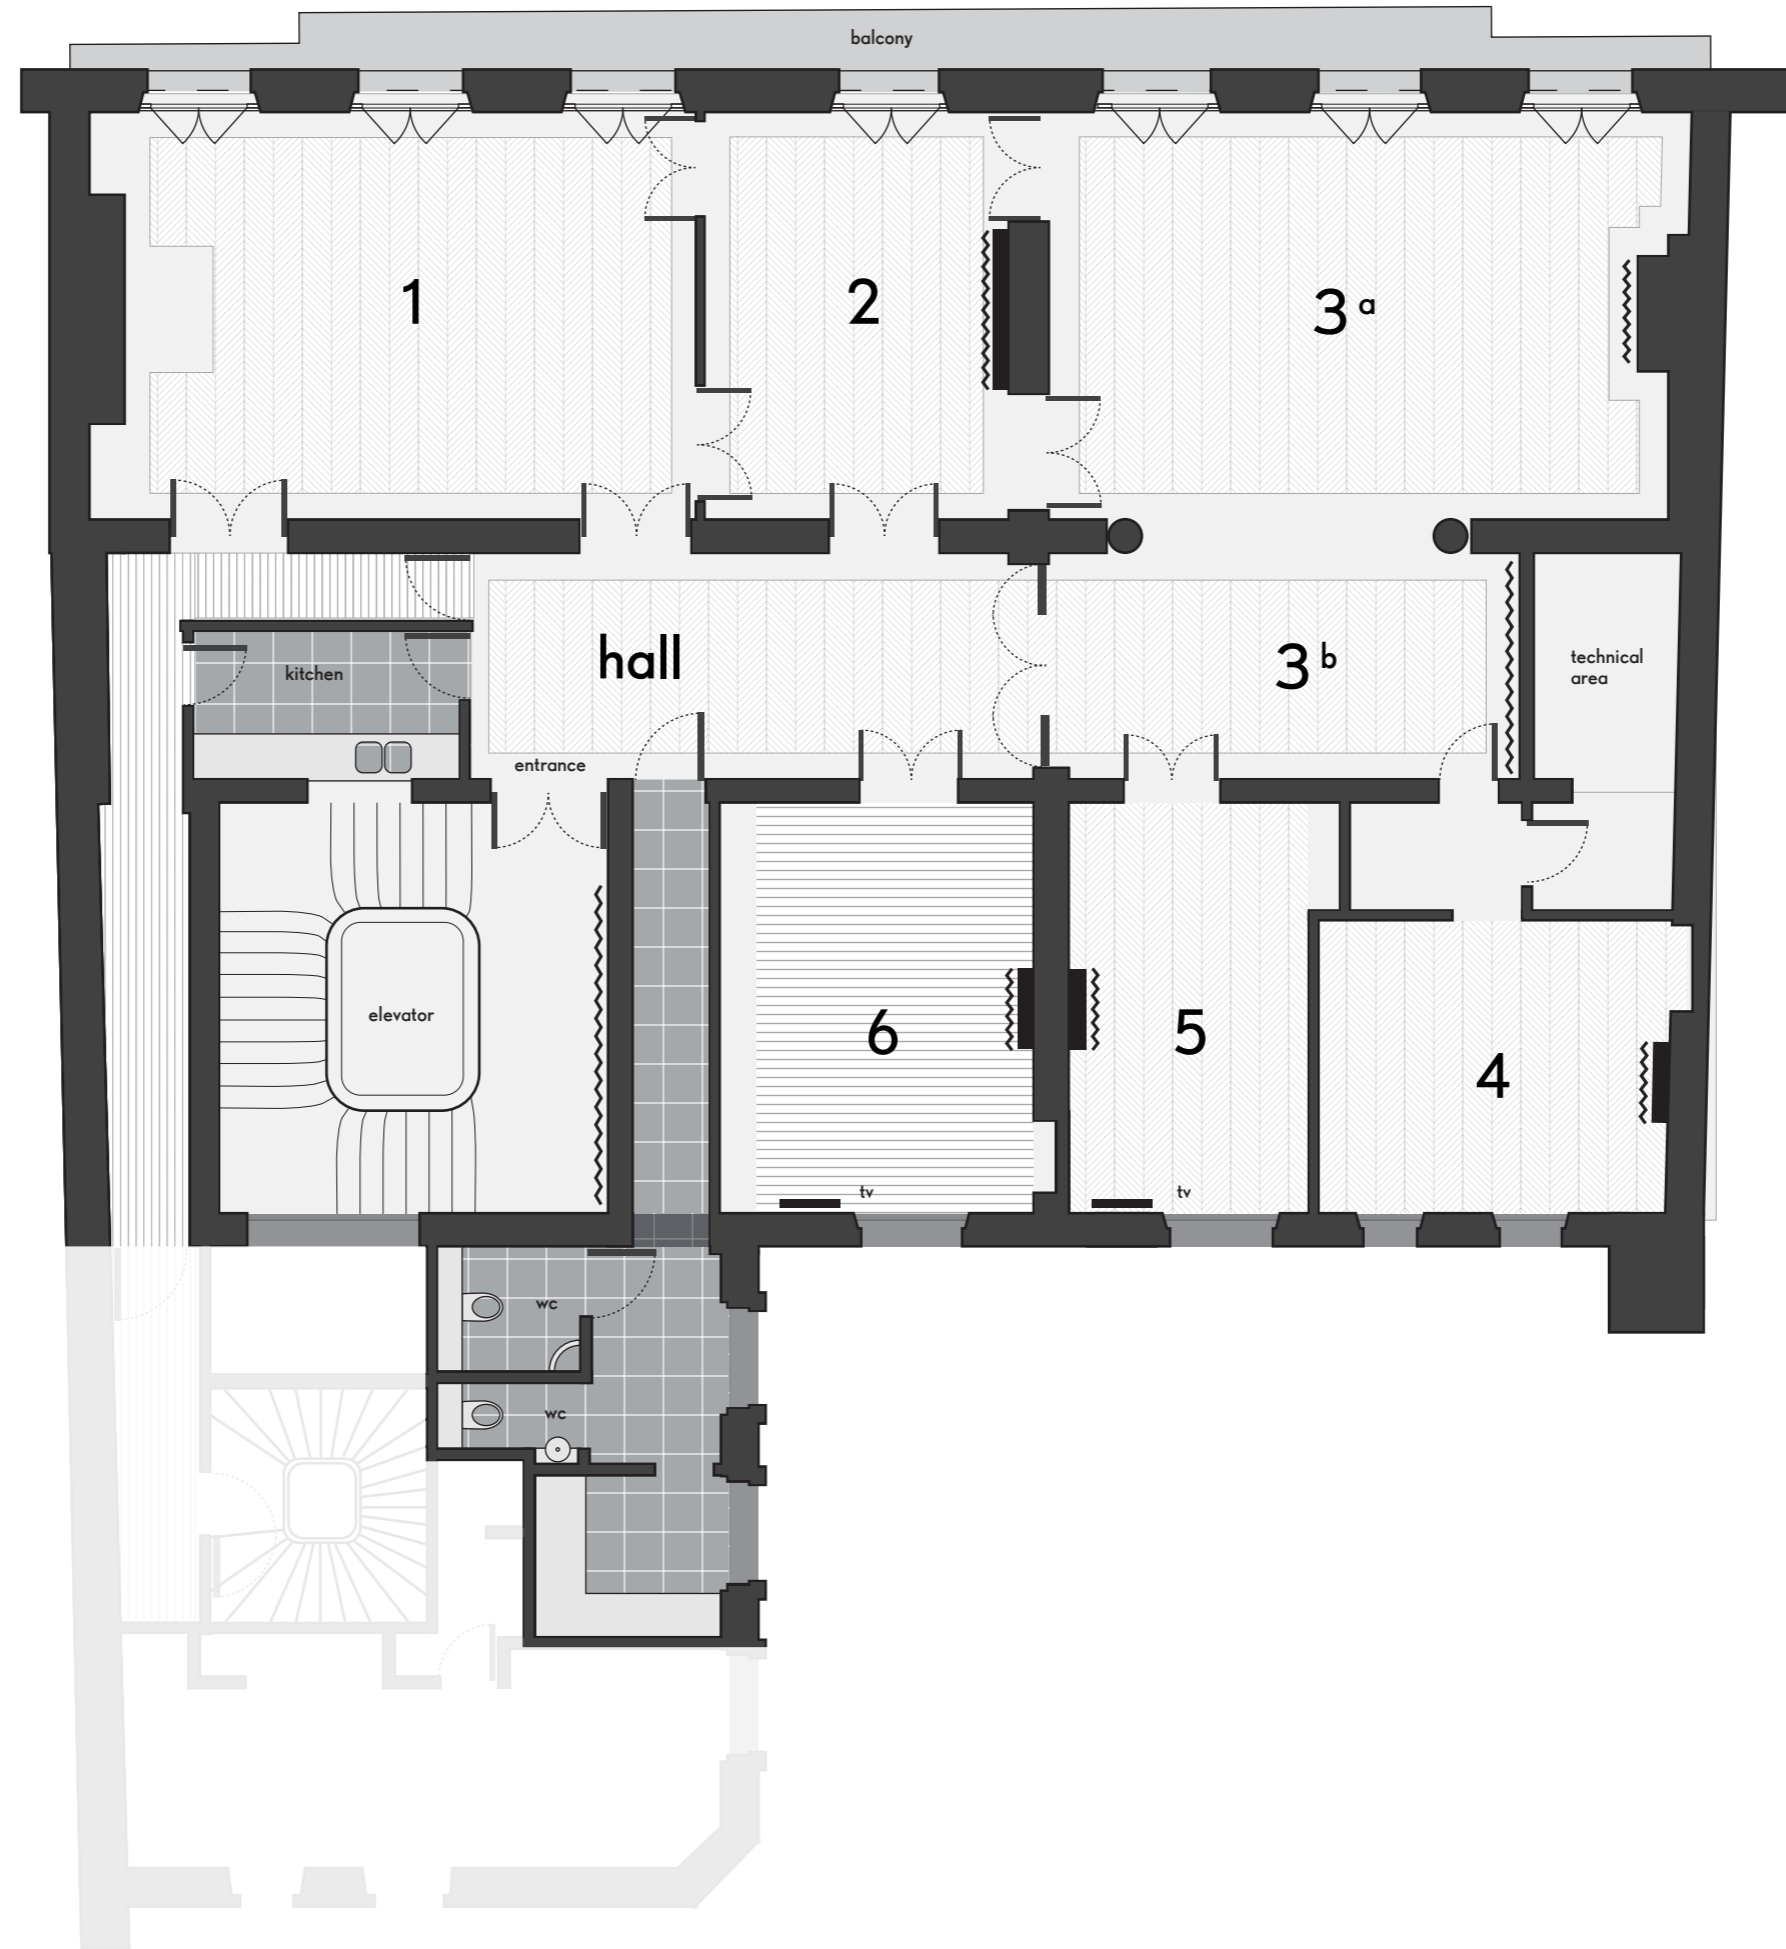 balcony
1
2
3 a
hall
3 b
kitchen
technical
area
entrance
elevator
6
5
4
tv
tv
wc
wc